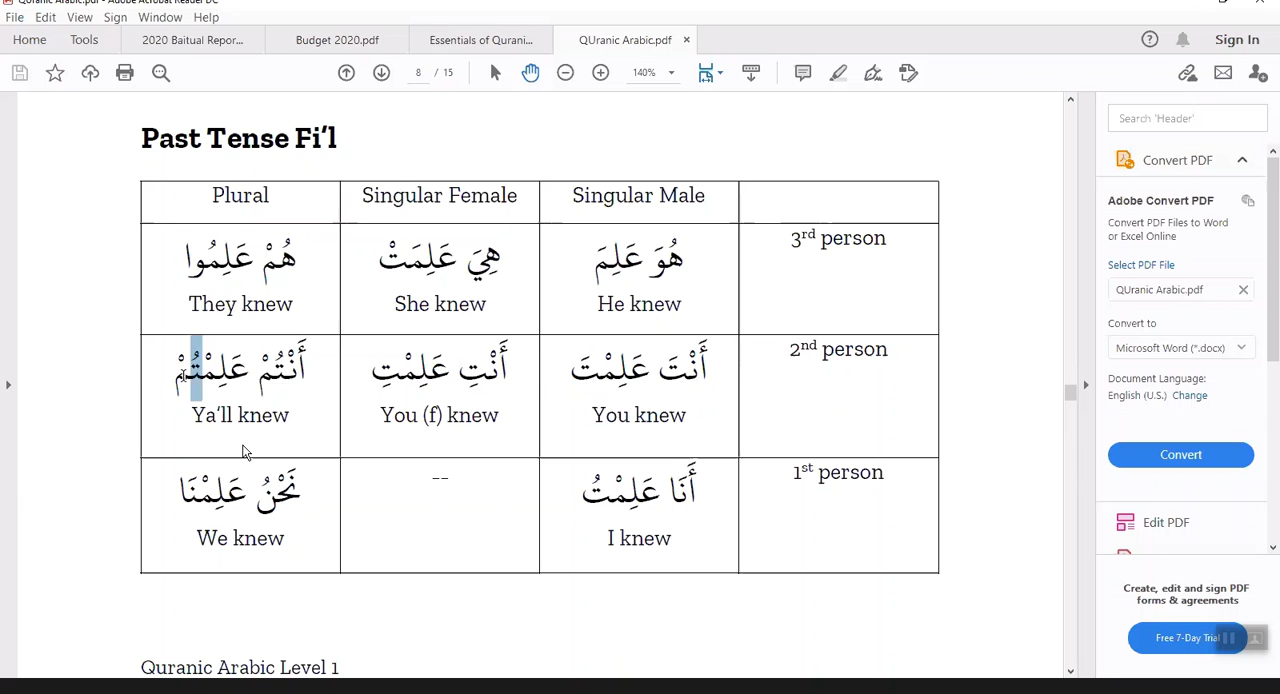 QUranic Arabic.pdf - Adobe Acrobat Reader DC
File Edit View Sign Window Help
Home Tools 2020 Baitual Repor... Budget 2020.pdf Essentials of Qurani... QUranic Arabic.pdf × Sign In
8 / 15 140%
Past Tense Fi’l
Plural Singular Female Singular Male
هُمْ عَلِمُوا هِيَ عَلِمَتْ هُوَ عَلِمَ 3rd person
They knew She knew He knew
أَنْتُمْ عَلِمْتُمْ أَنْتِ عَلِمْتِ أَنْتَ عَلِمْتَ 2nd person
Ya’ll knew You (f) knew You knew
نَحْنُ عَلِمْنَا -- أَنَا عَلِمْتُ 1st person
We knew I knew
Quranic Arabic Level 1
Search 'Header'
Convert PDF
Adobe Convert PDF
Convert PDF Files to Word
or Excel Online
Select PDF File
QUranic Arabic.pdf
Convert to
Microsoft Word (*.docx)
Document Language:
English (U.S.) Change
Convert
Edit PDF
Create, edit and sign PDF
forms & agreements
Free 7-Day Trial